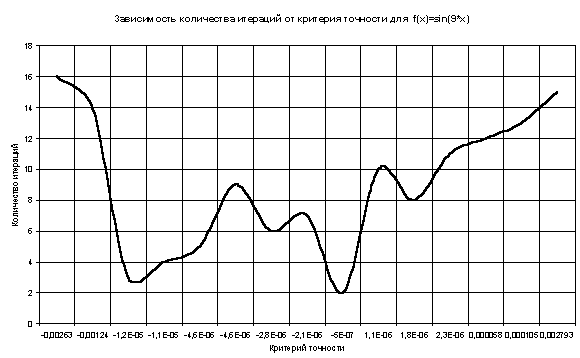 Зависимость количества итераций от критерия точности для f(x)=sin(9*x)
18
16
14
12
10
8
6
4
2
0
Количество итераций
-0,00263 -0,00124 -1,2E-05 -1,1E-05 -4,6E-06 -4,6E-06 -2,8E-06 -2,1E-06 -5E-07 1,1E-06 1,8E-06 2,3E-06 0,000058 0,000105 0,002793
Критерий точности